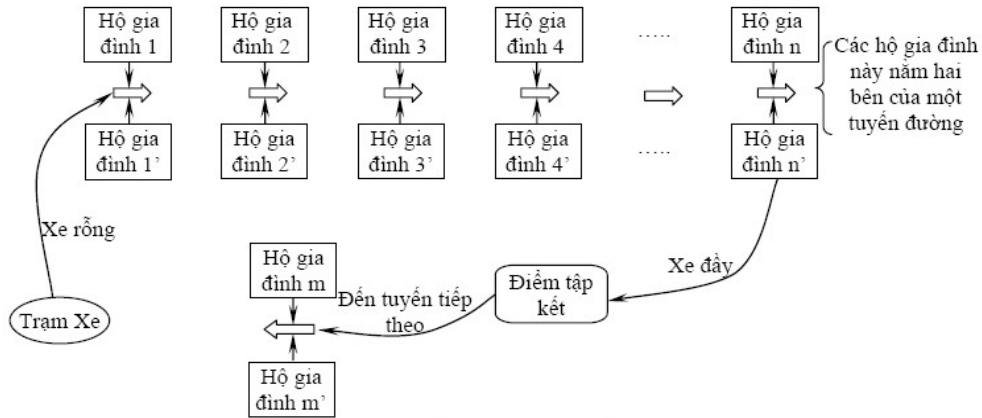 Hộ gia
đình 1
Hộ gia
đình 2
Hộ gia
đình 3
Hộ gia
đình 4
.....
Hộ gia
đình n
Các hộ gia đình
này nằm hai
bên của một
tuyến đường
Hộ gia
đình 1’
Hộ gia
đình 2’
Hộ gia
đình 3’
Hộ gia
đình 4’
.....
Hộ gia
đình n’
Xe rỗng
Trạm Xe
Hộ gia
đình m
Đến tuyến tiếp
theo
Điểm tập
kết
Xe đầy
Hộ gia
đình m’